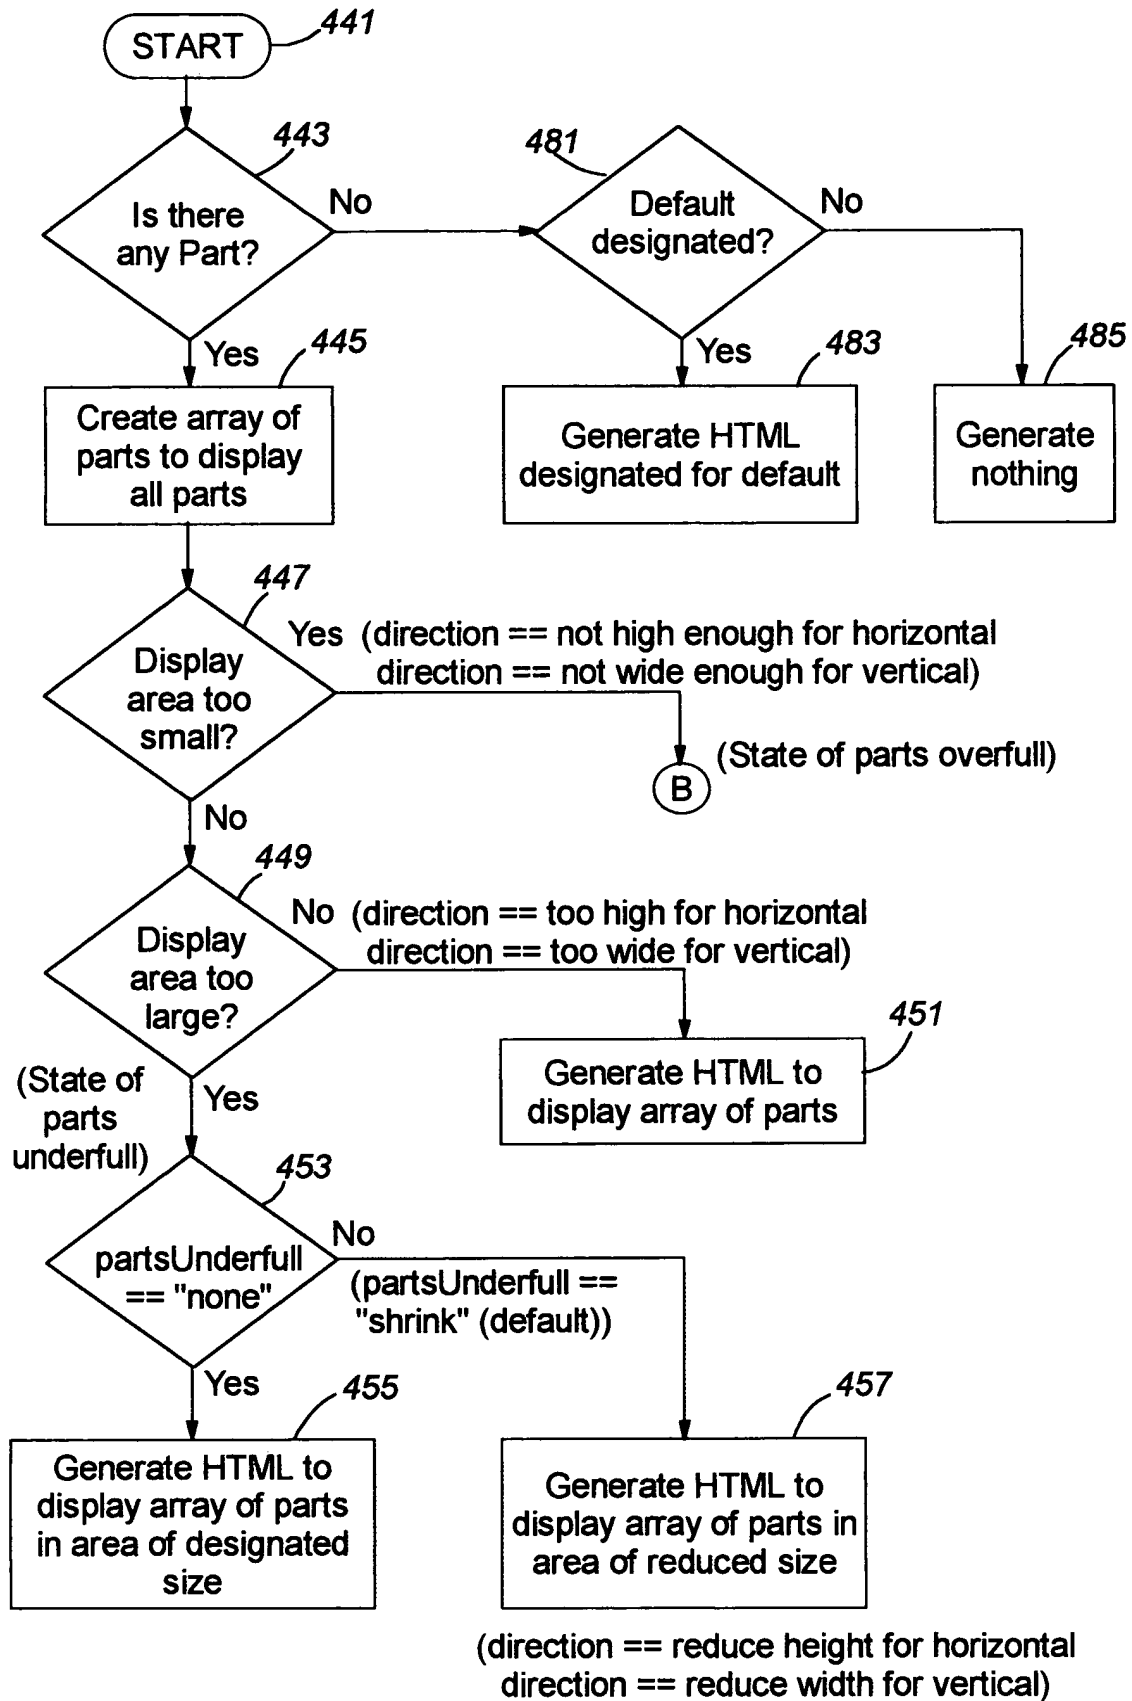 START
441
443
Is there
any Part?
No
481
Default
designated?
No
Yes
445
Create array of
parts to display
all parts
Yes
483
Generate HTML
designated for default
485
Generate
nothing
447
Display
area too
small?
Yes (direction == not high enough for horizontal
direction == not wide enough for vertical)
(State of parts overfull)
B
No
449
Display
area too
large?
No (direction == too high for horizontal
direction == too wide for vertical)
451
Generate HTML to
display array of parts
(State of
parts
underfull)
Yes
453
partsUnderfull
== "none"
No
(partsUnderfull ==
"shrink" (default))
Yes
455
Generate HTML to
display array of parts
in area of designated
size
457
Generate HTML to
display array of parts in
area of reduced size
(direction == reduce height for horizontal
direction == reduce width for vertical)